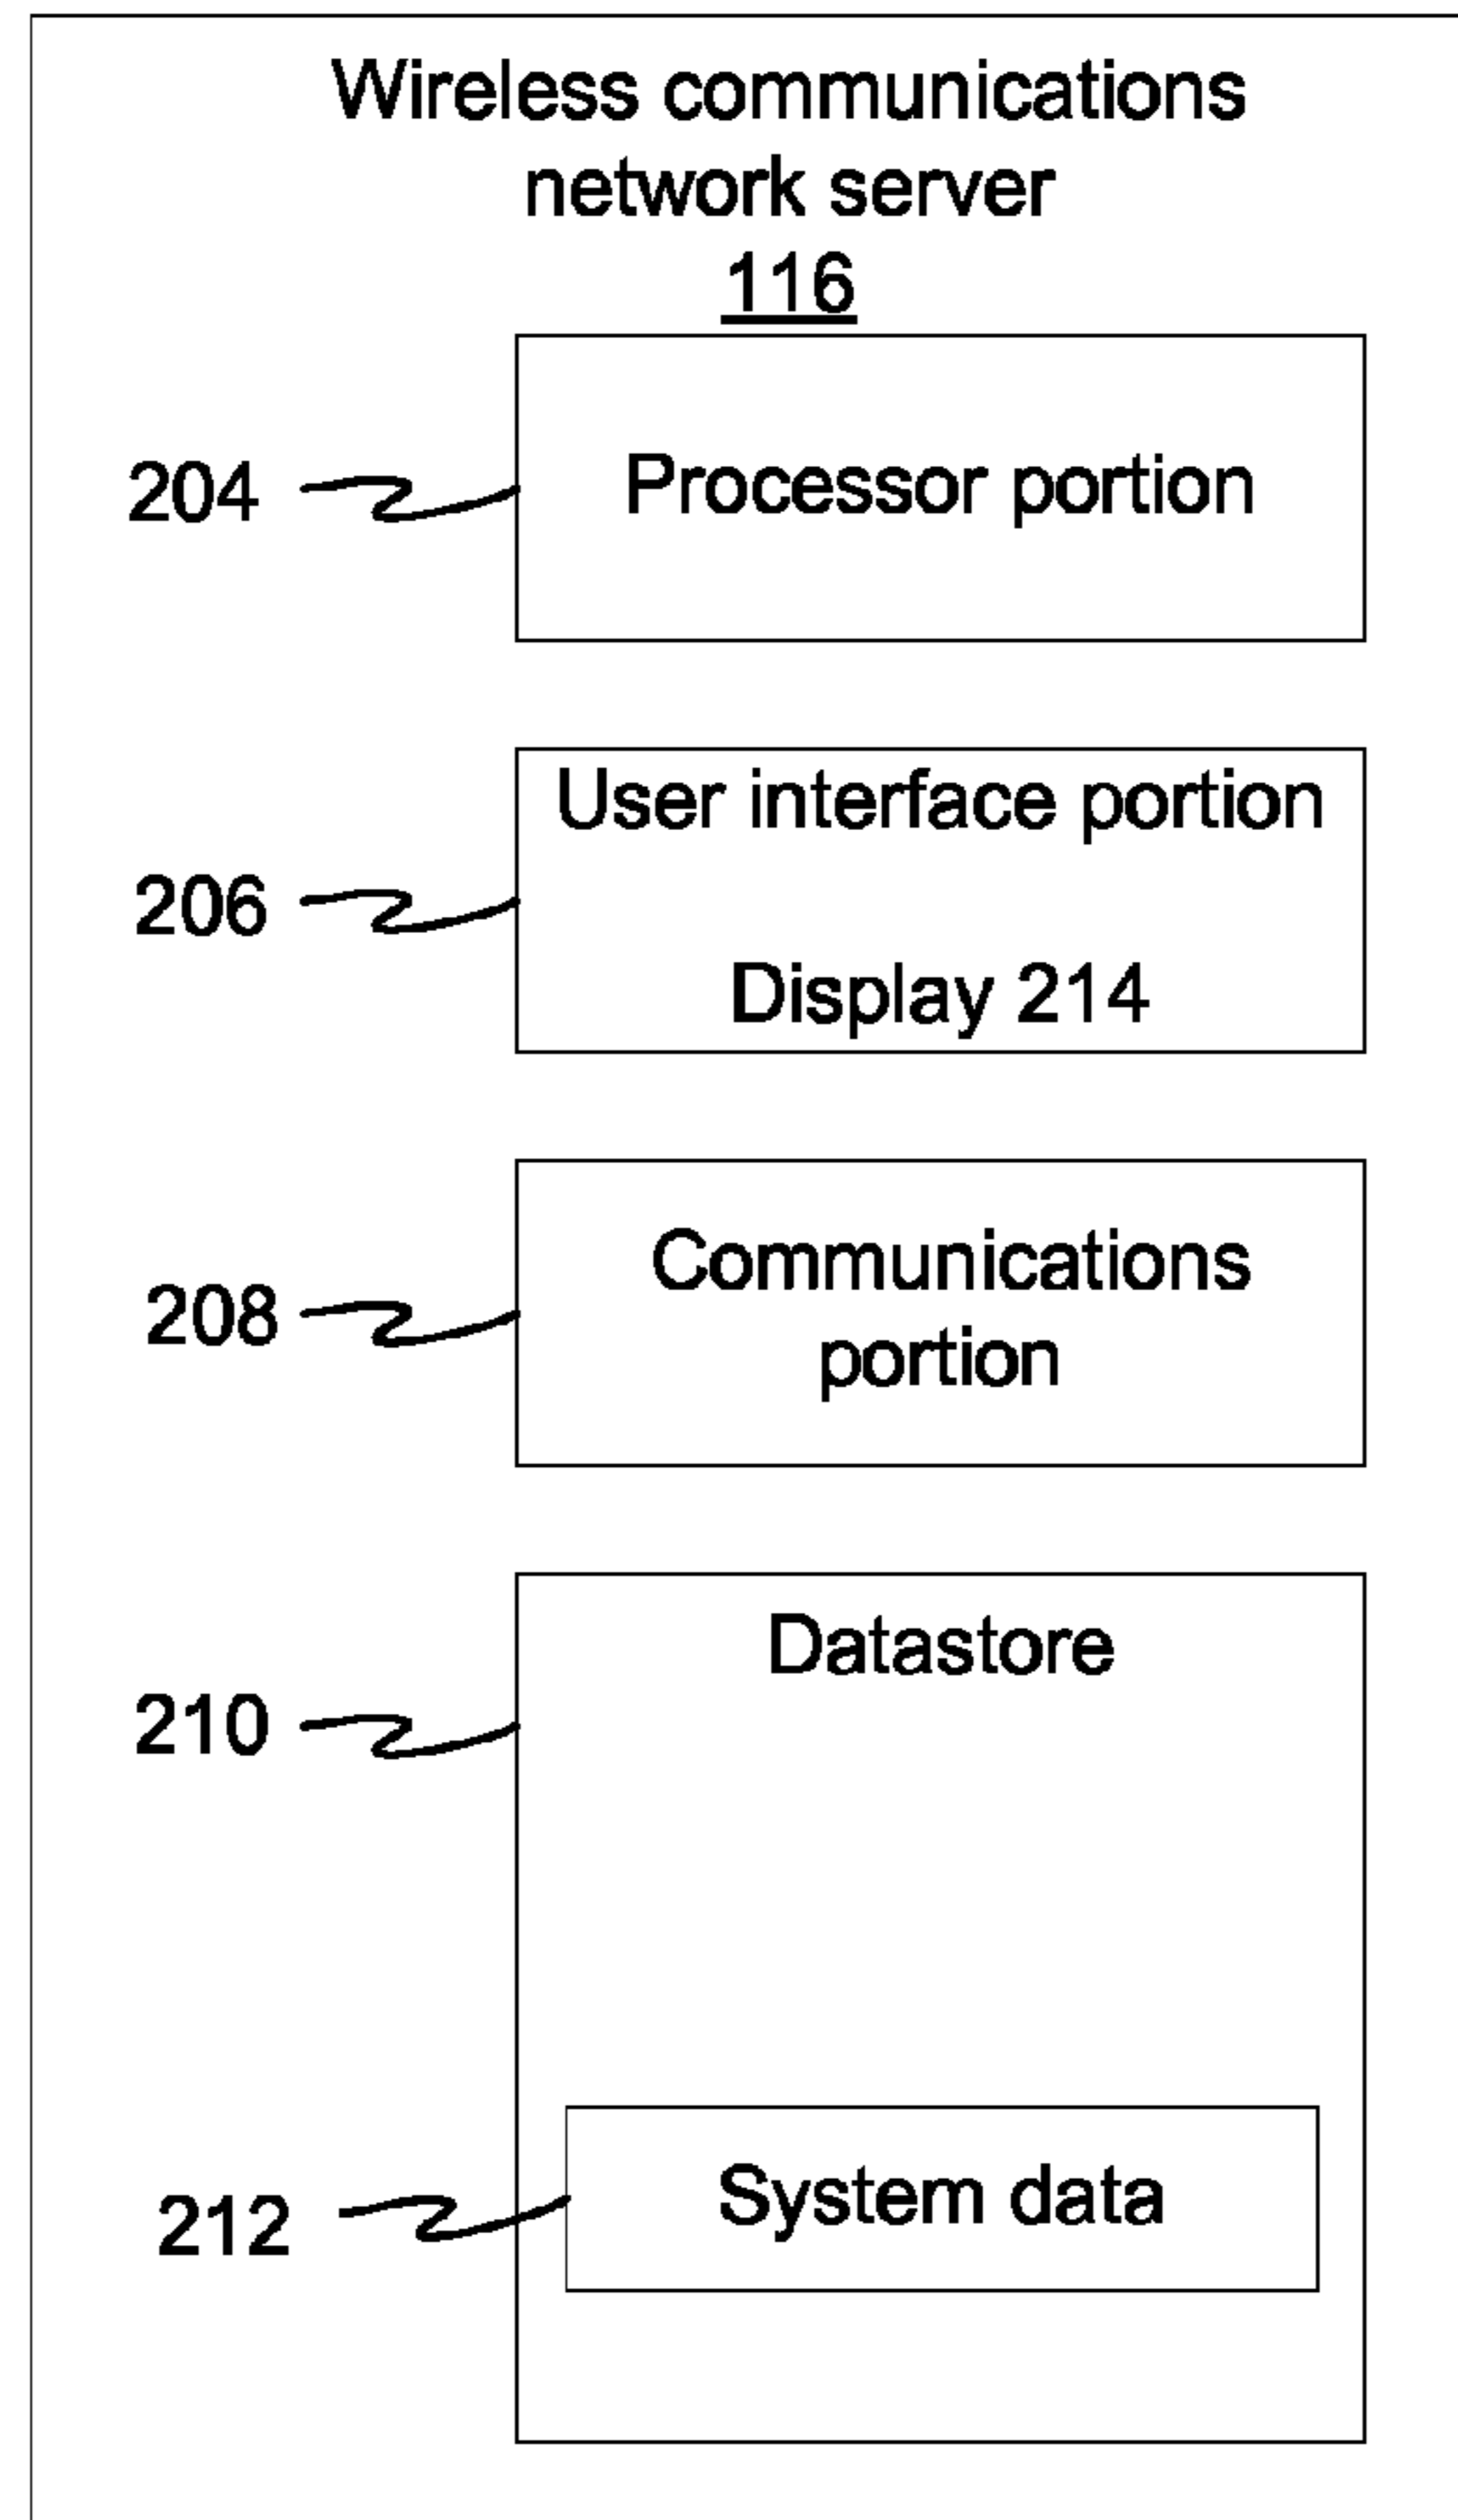 Wireless communications
network server
116
204
Processor portion
206
User interface portion
Display 214
208
Communications
portion
210
Datastore
212
System data